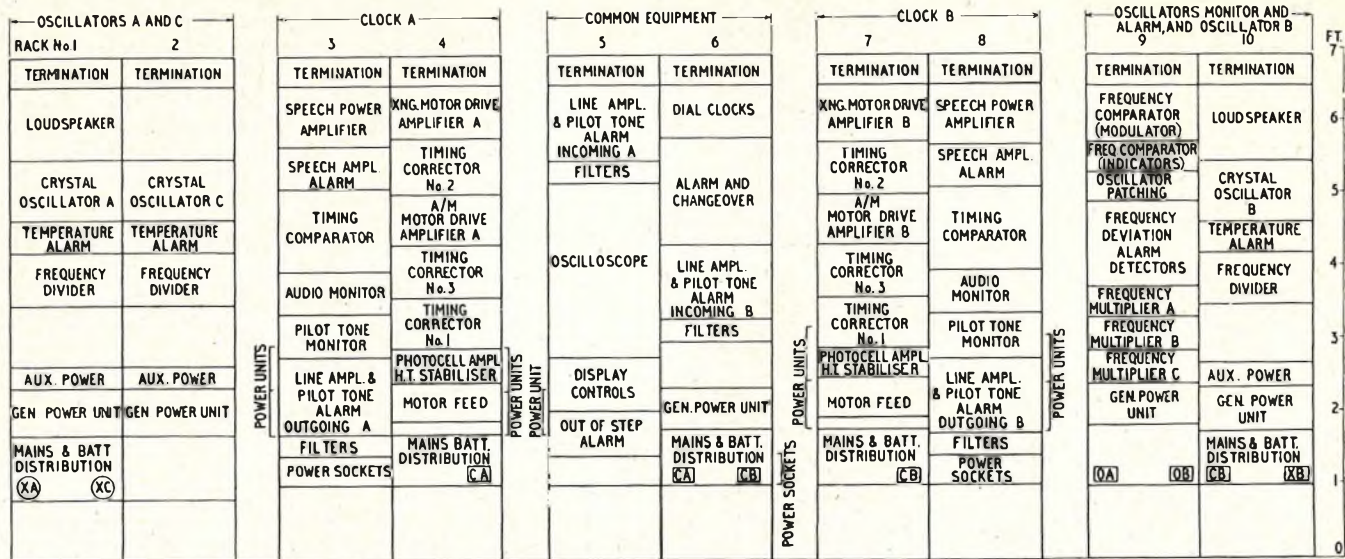 OSCILLATORS A AND C
RACK No.1
2
TERMINATION
LOUDSPEAKER
CRYSTAL
OSCILLATOR A
TEMPERATURE
ALARM
FREQUENCY
DIVIDER
AUX. POWER
GEN. POWER UNIT
MAINS & BATT
DISTRIBUTION
XA
XC
TERMINATION
CRYSTAL
OSCILLATOR C
TEMPERATURE
ALARM
FREQUENCY
DIVIDER
AUX. POWER
GEN. POWER UNIT
CLOCK A
3
4
TERMINATION
SPEECH POWER
AMPLIFIER
SPEECH AMPL.
ALARM
TIMING
COMPARATOR
AUDIO MONITOR
PILOT TONE
MONITOR
LINE AMPL. &
PILOT TONE
ALARM
OUTGOING A
FILTERS
POWER SOCKETS
POWER UNITS
TERMINATION
XNG. MOTOR DRIVE
AMPLIFIER A
TIMING
CORRECTOR
No.2
A/M
MOTOR DRIVE
AMPLIFIER A
TIMING
CORRECTOR
No.3
TIMING
CORRECTOR
No.1
PHOTOCELL AMPL.
H.T. STABILISER
MOTOR FEED
MAINS BATT.
DISTRIBUTION
CA
POWER UNITS
COMMON EQUIPMENT
5
6
TERMINATION
LINE AMPL.
& PILOT TONE
ALARM
INCOMING A
FILTERS
OSCILLOSCOPE
DISPLAY
CONTROLS
OUT OF STEP
ALARM
POWER UNIT
TERMINATION
DIAL CLOCKS
ALARM AND
CHANGEOVER
LINE AMPL.
& PILOT TONE
ALARM
INCOMING B
FILTERS
GEN. POWER UNIT
MAINS & BATT.
DISTRIBUTION
CA
CB
POWER SOCKETS
CLOCK B
7
8
TERMINATION
XNG. MOTOR DRIVE
AMPLIFIER B
TIMING
CORRECTOR
No.2
A/M
MOTOR DRIVE
AMPLIFIER B
TIMING
CORRECTOR
No.3
TIMING
CORRECTOR
No.1
PHOTOCELL AMPL.
H.T. STABILISER
MOTOR FEED
MAINS & BATT.
DISTRIBUTION
CB
POWER UNITS
TERMINATION
SPEECH POWER
AMPLIFIER
SPEECH AMPL.
ALARM
TIMING
COMPARATOR
AUDIO
MONITOR
PILOT TONE
MONITOR
LINE AMPL.
& PILOT TONE
ALARM
OUTGOING B
FILTERS
POWER
SOCKETS
POWER UNITS
OSCILLATORS MONITOR AND
ALARM, AND OSCILLATOR B
9
10
TERMINATION
FREQUENCY
COMPARATOR
(MODULATOR)
FREQ COMPARATOR
(INDICATORS)
OSCILLATOR
PATCHING
FREQUENCY
DEVIATION
ALARM
DETECTORS
FREQUENCY
MULTIPLIER A
FREQUENCY
MULTIPLIER B
FREQUENCY
MULTIPLIER C
GEN. POWER
UNIT
OA
OB
TERMINATION
LOUDSPEAKER
CRYSTAL
OSCILLATOR
B
TEMPERATURE
ALARM
FREQUENCY
DIVIDER
AUX. POWER
GEN. POWER
UNIT
MAINS & BATT.
DISTRIBUTION
CB
XB
FT.
7
6
5
4
3
2
1
0